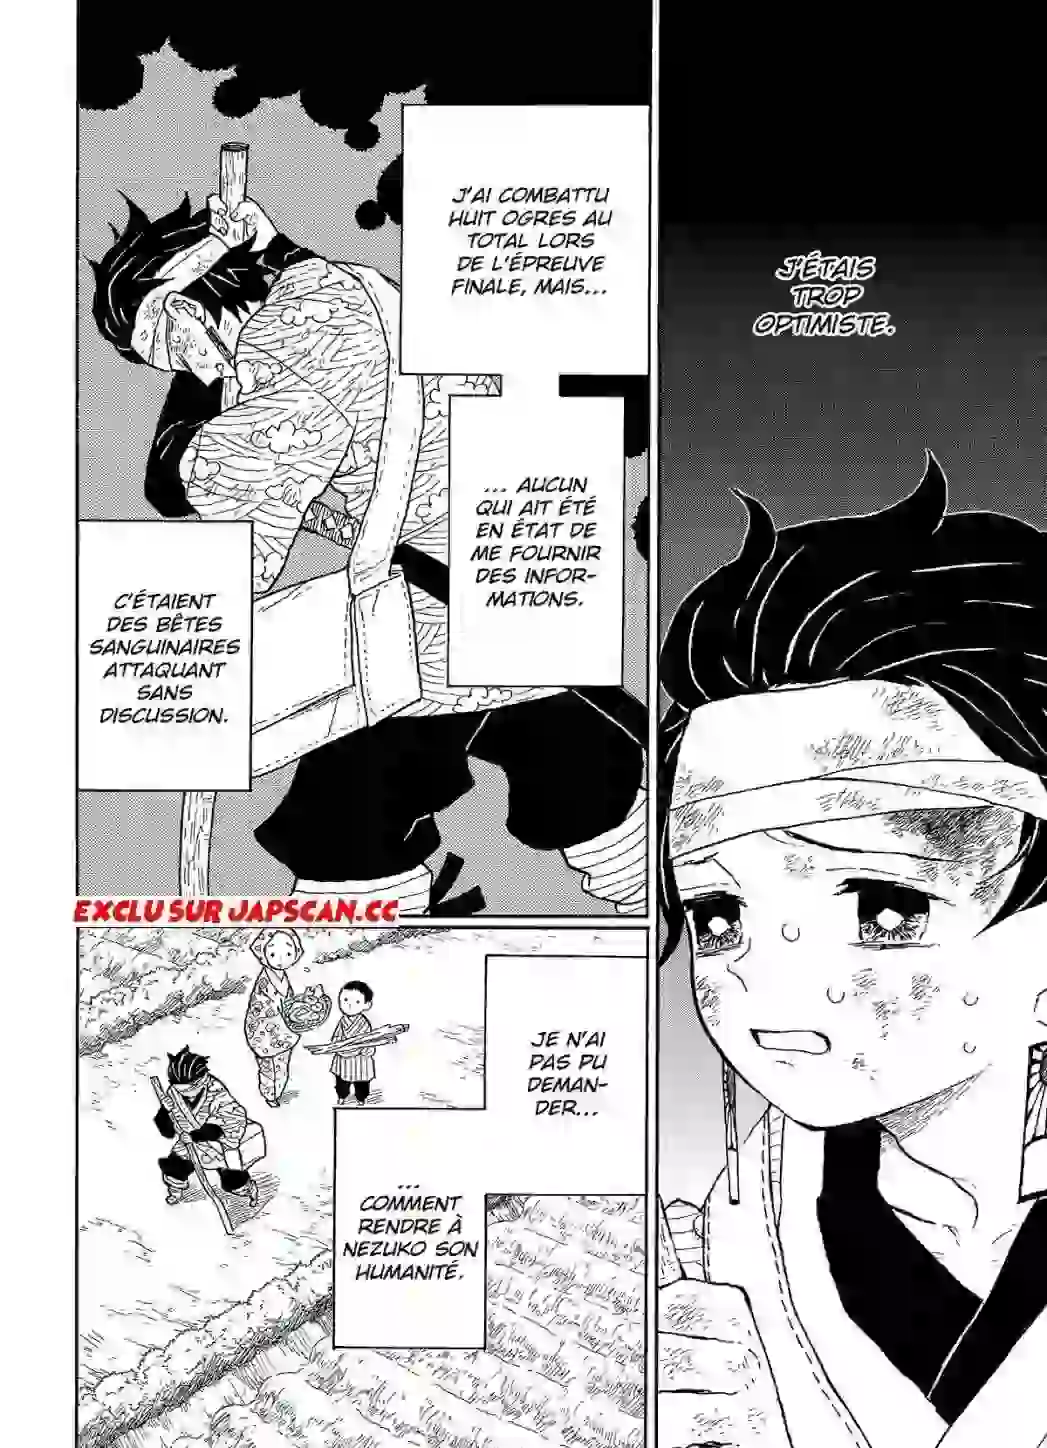 J'ÉTAIS
TROP
OPTIMISTE.
J'AI COMBATTU
HUIT OGRES AU
TOTAL LORS
DE L'ÉPREUVE
FINALE, MAIS...
... AUCUN
QUI AIT ÉTÉ
EN ÉTAT DE
ME FOURNIR
DES INFOR-
MATIONS.
C'ÉTAIENT
DES BÊTES
SANGUINAIRES
ATTAQUANT
SANS
DISCUSSION.
EXCLU SUR JAPSCAN.CC
JE N'AI
PAS PU
DEMAN-
DER...
...
COMMENT
RENDRE À
NEZUKO SON
HUMANITÉ.